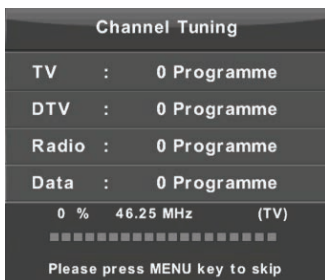 Channel Tuning
TV : 0 Programme
DTV : 0 Programme
Radio : 0 Programme
Data : 0 Programme
0 % 46.25 MHz (TV)
Please press MENU key to skip